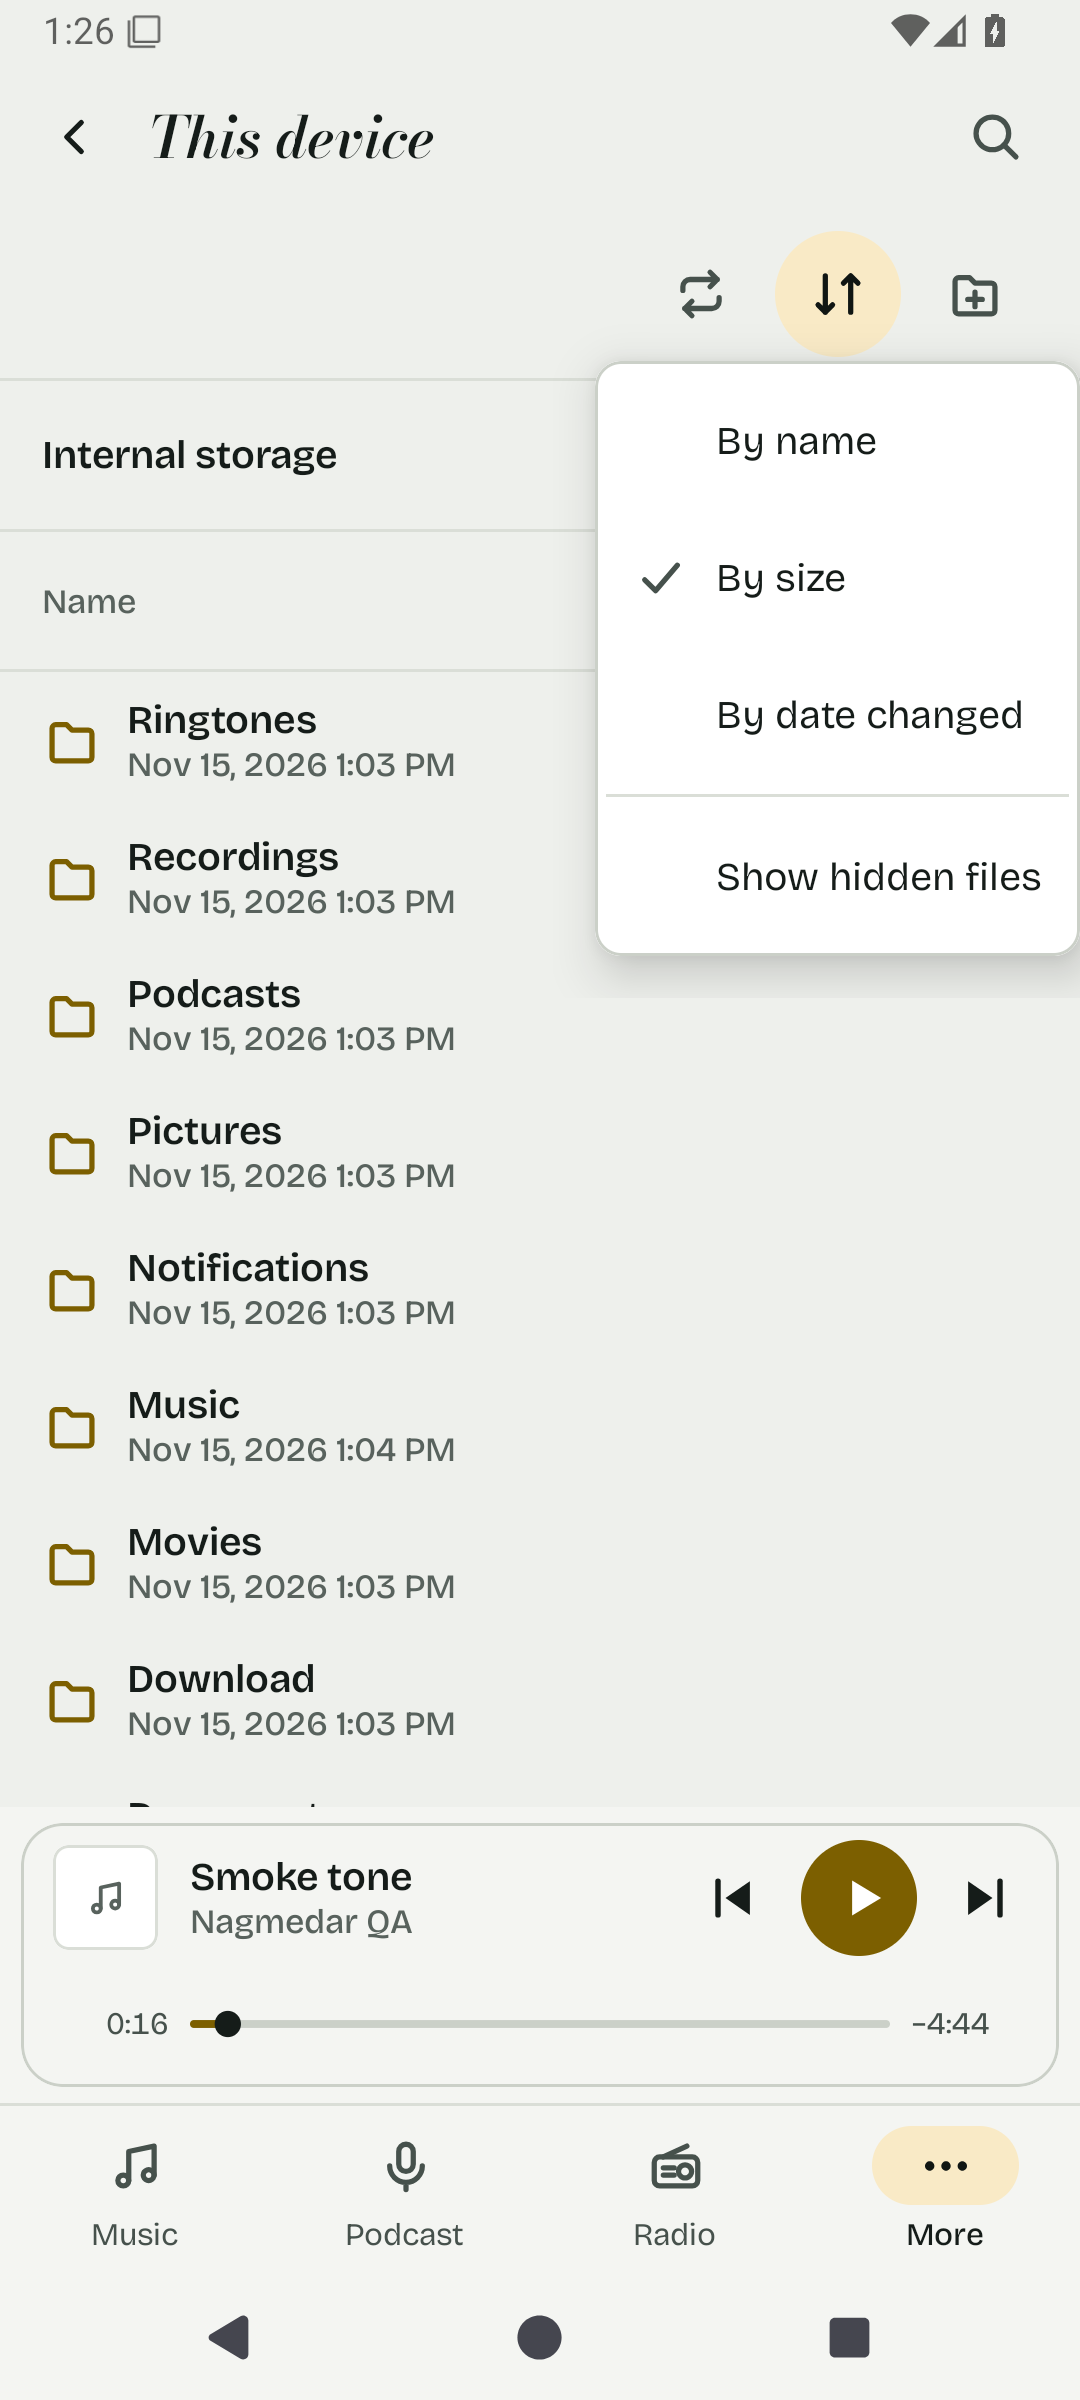 1:26
This device
By name
Internal storage
By size
Name
By date changed
Ringtones
Nov 15, 2026 1:03 PM
Recordings
Nov 15, 2026 1:03 PM
Show hidden files
Podcasts
Nov 15, 2026 1:03 PM
Pictures
Nov 15, 2026 1:03 PM
Notifications
Nov 15, 2026 1:03 PM
Music
Nov 15, 2026 1:04 PM
Movies
Nov 15, 2026 1:03 PM
Download
Nov 15, 2026 1:03 PM
Smoke tone
Nagmedar QA
0:16 -4:44
Music Podcast Radio More